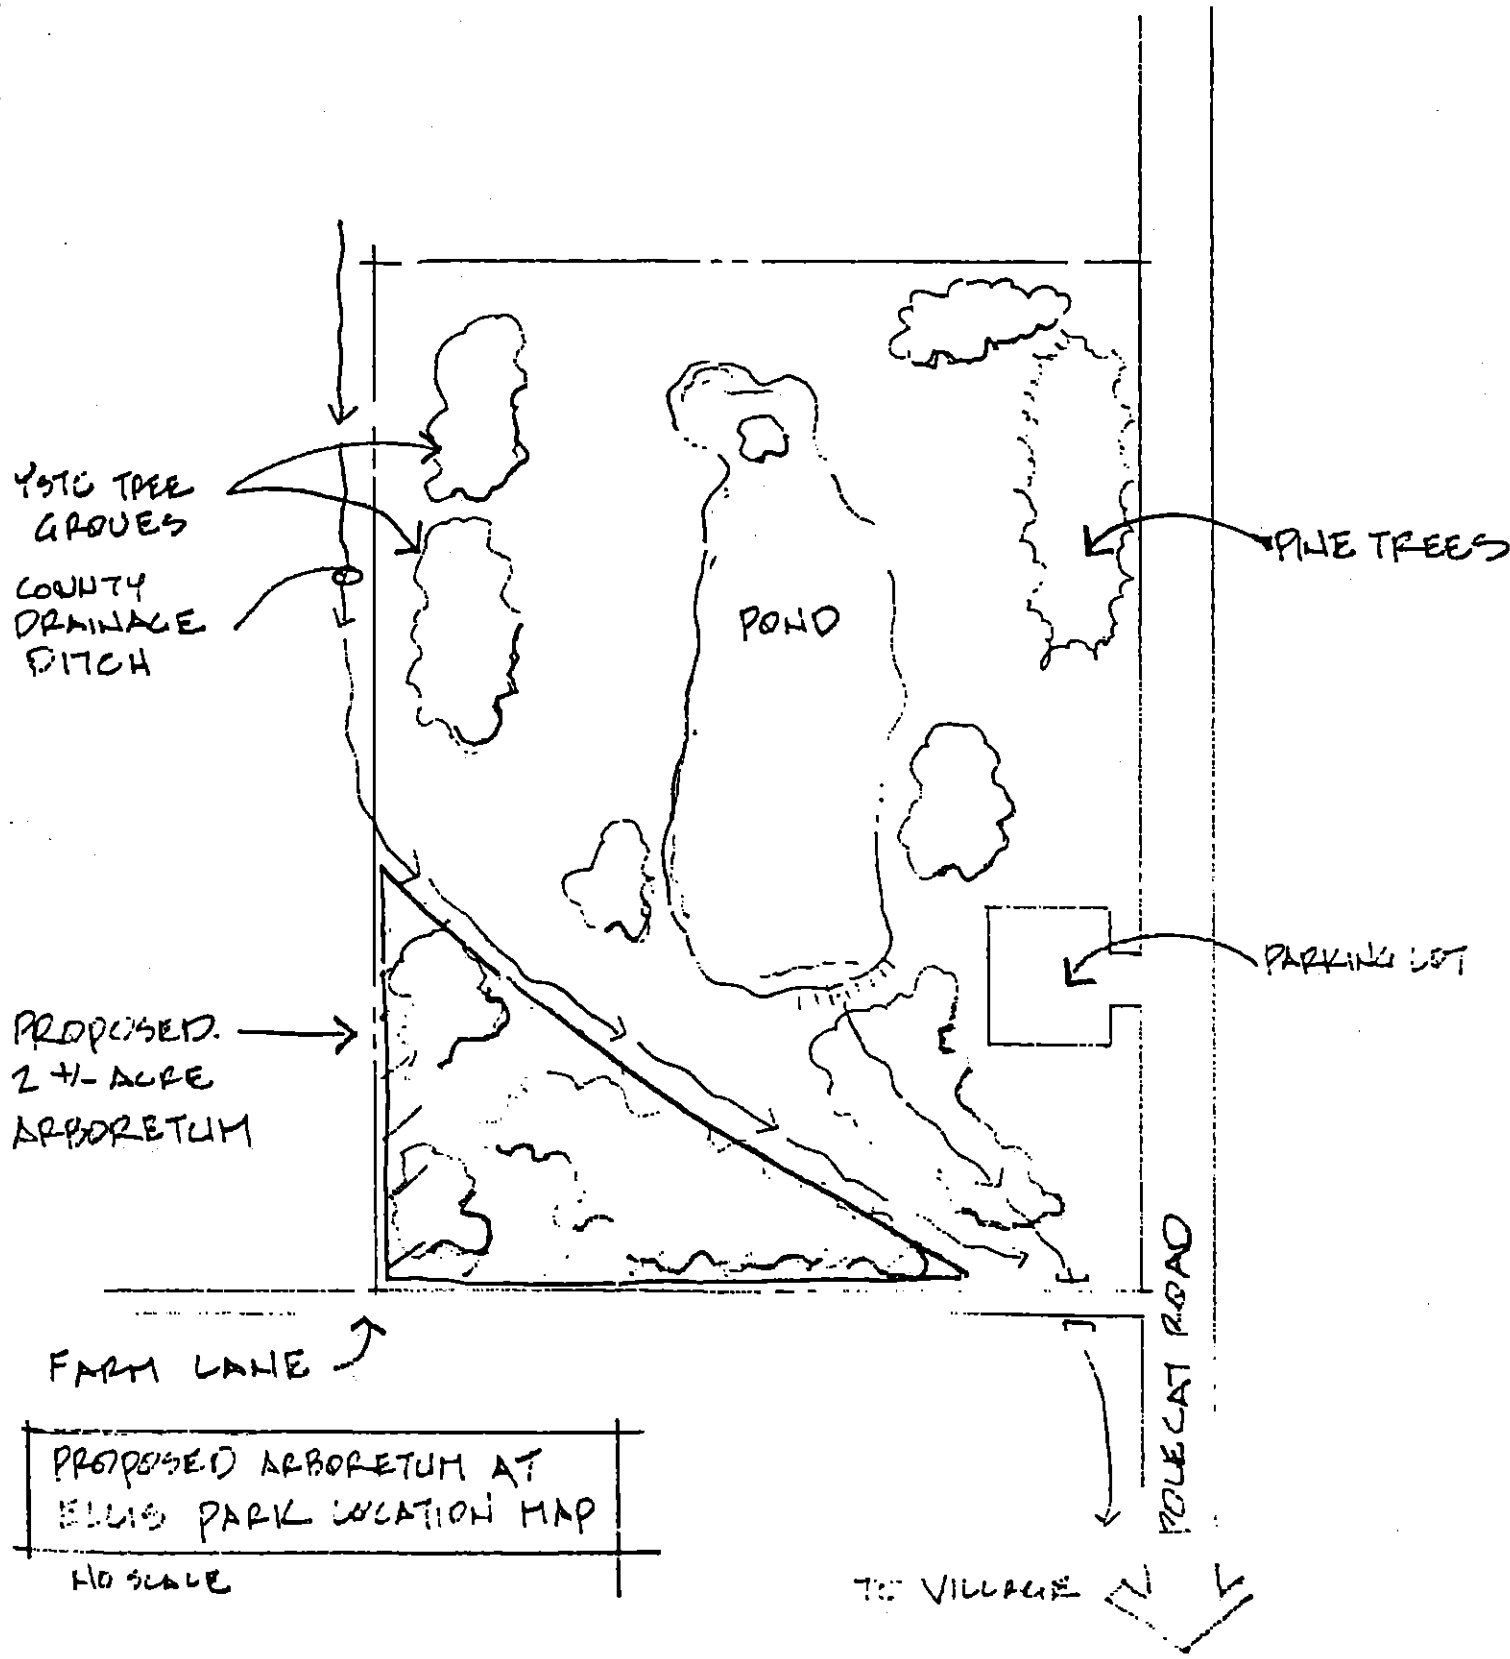 YSTC TREE
GROVES
COUNTY
DRAINAGE
DITCH
POND
PINE TREES
PARKING LOT
PROPOSED
2 +/- ACRE
ARBORETUM
FARM LANE
POLECAT ROAD
PROPOSED ARBORETUM AT
ELLIS PARK LOCATION MAP
NO SCALE
TO VILLAGE